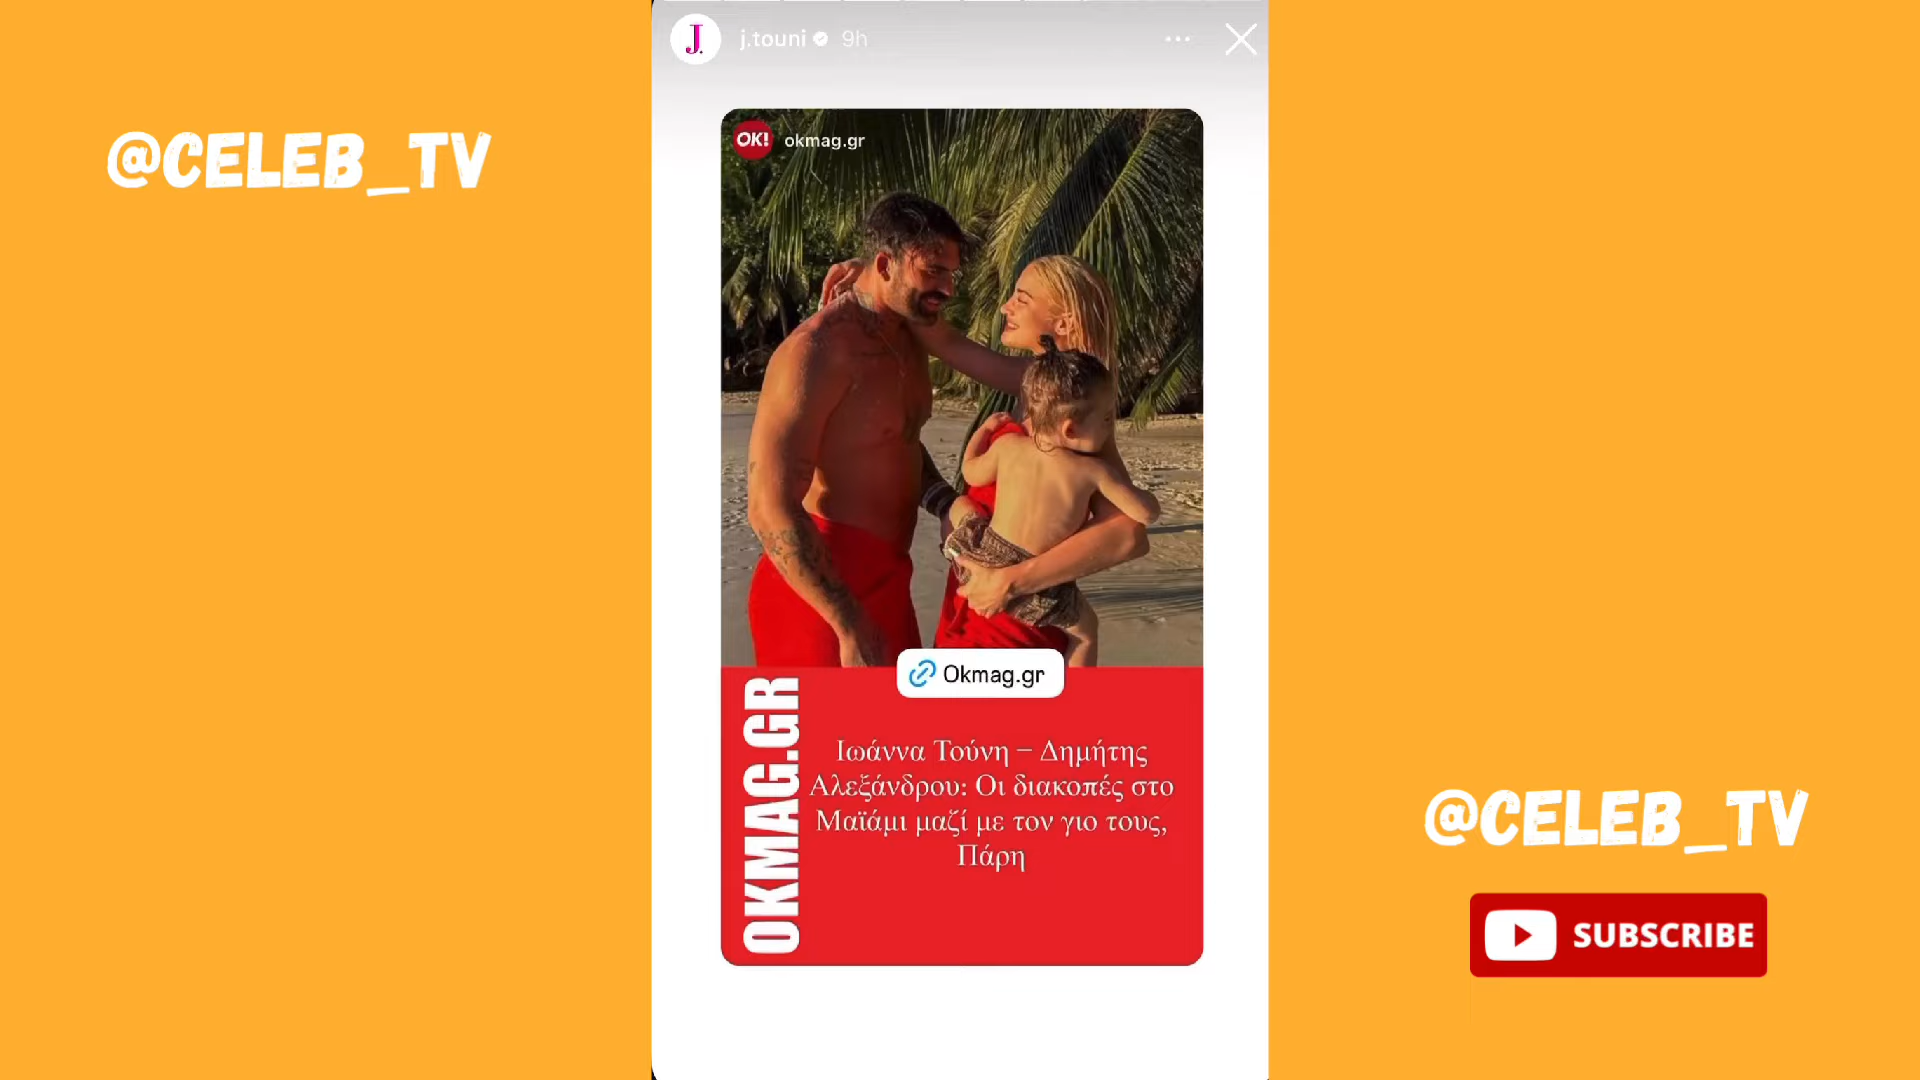 J. j.touni 9h
@CELEB_TV
OK! okmag.gr
Okmag.gr
OKMAG.GR
Ιωάννα Τούνη – Δημήτης
Αλεξάνδρου: Οι διακοπές στο
Μαϊάμι μαζί με τον γιο τους,
Πάρη
@CELEB_TV
SUBSCRIBE